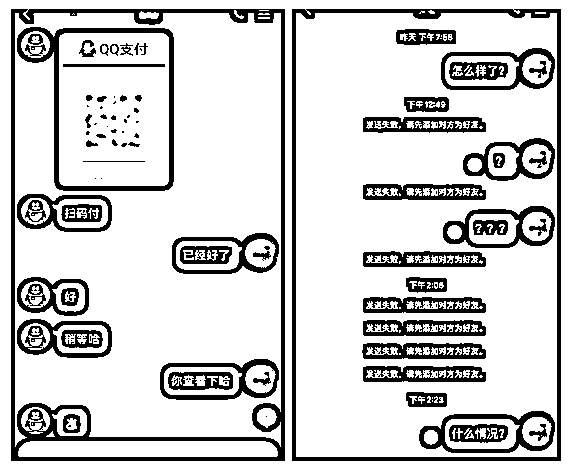 QQ支付
扫码付
已经好了
好
稍等哈
你查看下哈
昨天 下午7:55
怎么样了？
下午12:49
发送失败，请先添加对方为好友。
？
发送失败，请先添加对方为好友。
？？？
发送失败，请先添加对方为好友。
下午2:06
发送失败，请先添加对方为好友。
发送失败，请先添加对方为好友。
发送失败，请先添加对方为好友。
发送失败，请先添加对方为好友。
下午2:23
什么情况？